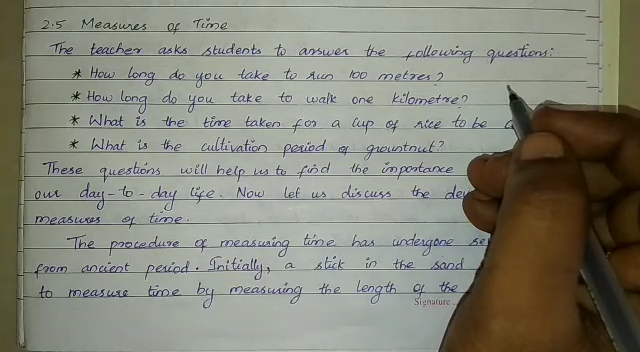 2.5 Measures of Time
The teacher asks students to answer the following questions:
* How long do you take to run 100 metres?
* How long do you take to walk one kilometre?
* What is the time taken for a cup of rice to be
* What is the cultivation period of grountnut?
These questions will help us to find the importance
our day-to-day life. Now let us discuss the
measures of time.
The procedure of measuring time has undergone
from ancient period. Initially, a stick in the sand
to measure time by measuring the length of the
Signature